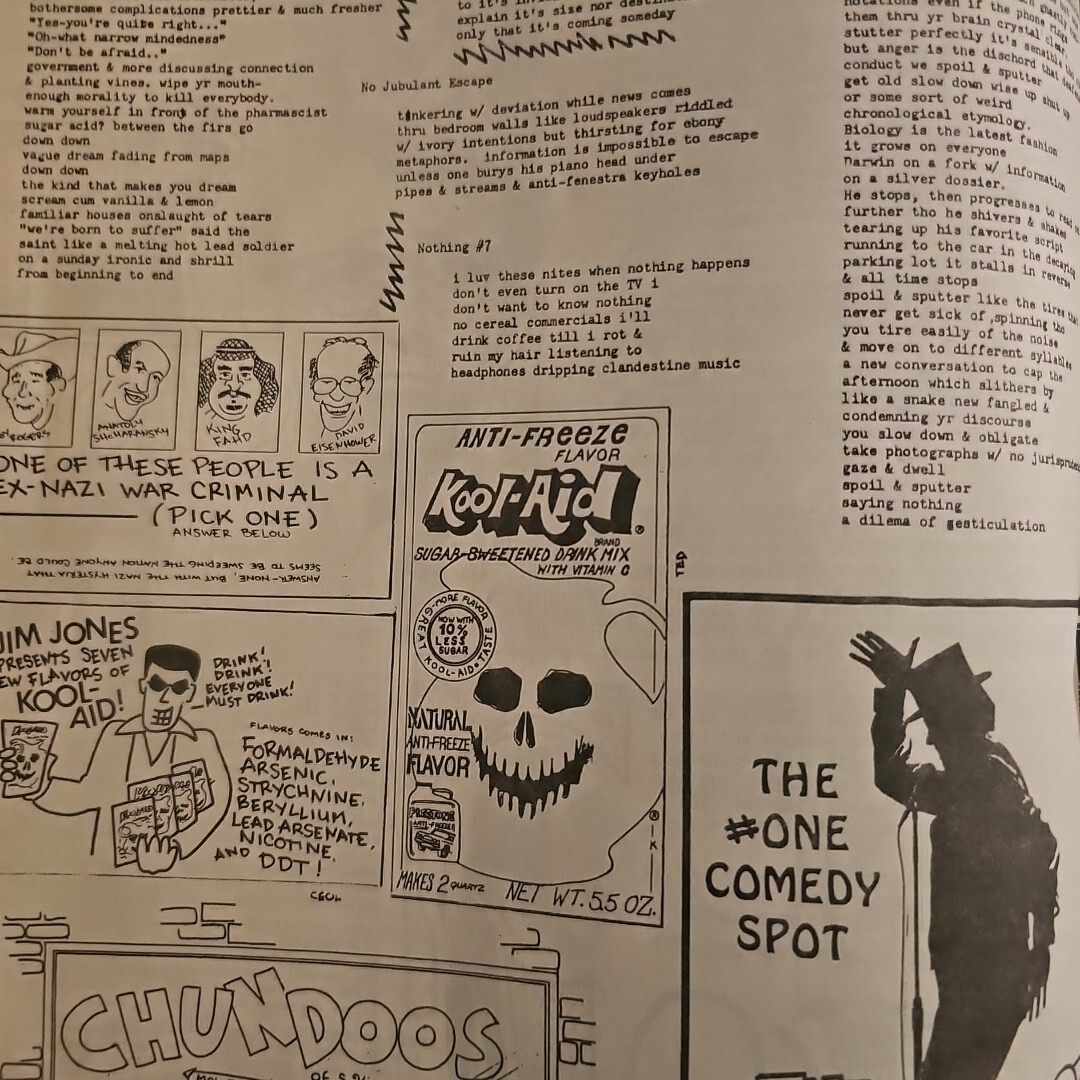 bothersome complications prettier & much fresher
"Yes-you're quite right..."
"Oh-what narrow mindedness"
"Don't be afraid.."
government & more discussing connection
& planting vines. wipe yr mouth-
enough morality to kill everybody.
warm yourself in front of the pharmascist
sugar acid? between the firs go
down down
vague dream fading from maps
down down
the kind that makes you dream
scream cum vanilla & lemon
familiar houses onslaught of tears
"we're born to suffer" said the
saint like a melting hot lead soldier
on a sunday ironic and shrill
from beginning to end
explain it's size nor
only that it's coming someday
No Jubulant Escape
tinkering w/ deviation while news comes
thru bedroom walls like loudspeakers riddled
w/ ivory intentions but thirsting for ebony
metaphors. information is impossible to escape
unless one burys his piano head under
pipes & streams & anti-fenestra keyholes
Nothing #7
i luv these nites when nothing happens
don't even turn on the TV i
don't want to know nothing
no cereal commercials i'll
drink coffee till i rot &
ruin my hair listening to
headphones dripping clandestine music
notations even if the phone rings
them thru yr brain crystal clear
stutter perfectly it's sensible
but anger is the dischord that
conduct we spoil & sputter
get old slow down wise up shut up
or some sort of weird
chronological etymology.
Biology is the latest fashion
it grows on everyone
Darwin on a fork w/ information
on a silver dossier.
He stops, then progresses to read
further tho he shivers & shakes
tearing up his favorite script
running to the car in the decaying
parking lot it stalls in reverse
& all time stops
spoil & sputter like the tires that
never get sick of ,spinning tho
you tire easily of the noise
& move on to different syllables
a new conversation to cap the
afternoon which slithers by
like a snake new fangled &
condemning yr discourse
you slow down & obligate
take photographs w/ no
gaze & dwell
spoil & sputter
saying nothing
a dilema of gesticulation
ROGERS
ANATOLY
SHCHARANSKY
KING
FAHD
DAVID
EISENHOWER
ONE OF THESE PEOPLE IS A
EX-NAZI WAR CRIMINAL
(PICK ONE)
ANSWER BELOW
ANSWER- NONE, BUT WITH THE NAZI HYSTERIA THAT
SEEMS TO BE SWEEPING THE NATION ANYONE COULD BE.
JIM JONES
PRESENTS SEVEN
NEW FLAVORS OF
KOOL-
AID!
DRINK!
DRINK!
EVERYONE
MUST DRINK!
FLAVORS COMES IN:
FORMALDEHYDE
ARSENIC,
STRYCHNINE,
BERYLLIUM,
LEAD ARSENATE,
NICOTINE,
AND DDT!
ANTI-FREEZE
FLAVOR
Kool-Aid
®
BRAND
SUGAR-SWEETENED DRINK MIX
WITH VITAMIN C
MORE FLAVOR
GREAT KOOL-AID TASTE
NOW WITH
10%
LESS
SUGAR
NATURAL
ANTI-FREEZE
FLAVOR
PRESTONE
ANTI-FREEZE
MAKES 2 QUARTZ
NET WT. 5.5 OZ.
THE
#ONE
COMEDY
SPOT
CHUNDOOS